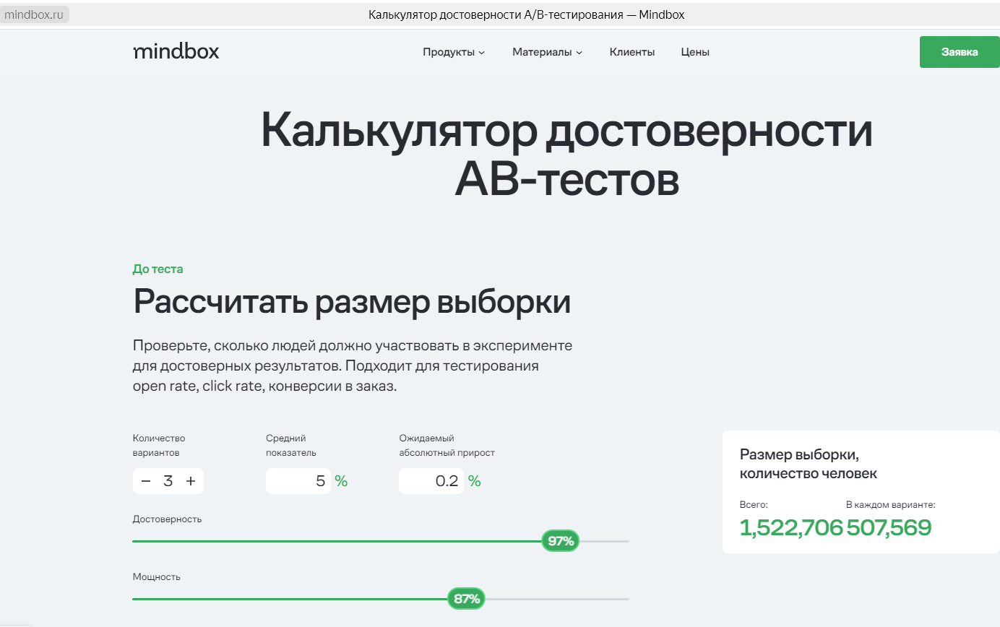 mindbox.ru
Калькулятор достоверности A/B-тестирования — Mindbox
mindbox
Продукты
Материалы
Клиенты
Цены
Заявка
Калькулятор достоверности
АВ-тестов
До теста
Рассчитать размер выборки
Проверьте, сколько людей должно участвовать в эксперименте
для достоверных результатов. Подходит для тестирования
open rate, click rate, конверсии в заказ.
Количество
вариантов
− 3 +
Средний
показатель
5 %
Ожидаемый
абсолютный прирост
0.2 %
Достоверность
97%
Мощность
87%
Размер выборки,
количество человек
Всего:
1,522,706
В каждом варианте:
507,569